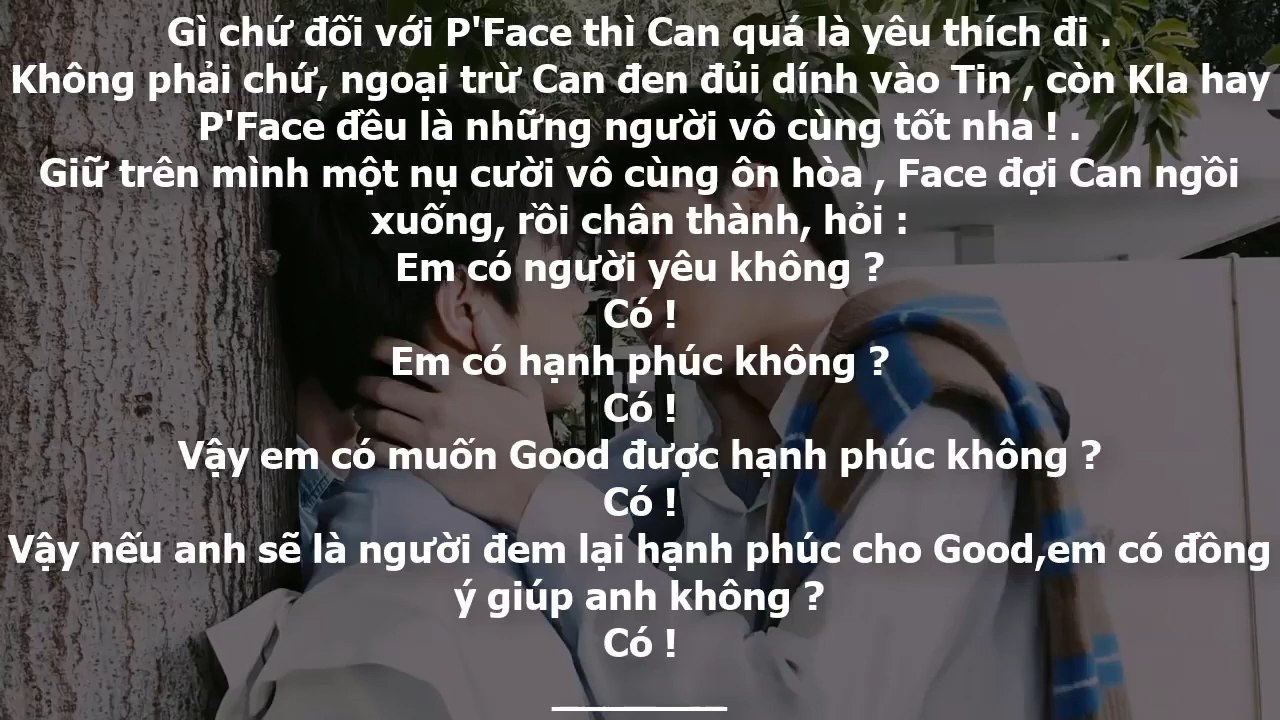 Gì chứ đối với P'Face thì Can quá là yêu thích đi .
Không phải chứ, ngoại trừ Can đen đủi dính vào Tin , còn Kla hay
P'Face đều là những người vô cùng tốt nha ! .
Giữ trên mình một nụ cười vô cùng ôn hòa , Face đợi Can ngồi
xuống, rồi chân thành, hỏi :
Em có người yêu không ?
Có !
Em có hạnh phúc không ?
Có !
Vậy em có muốn Good được hạnh phúc không ?
Có !
Vậy nếu anh sẽ là người đem lại hạnh phúc cho Good,em có đồng
ý giúp anh không ?
Có !